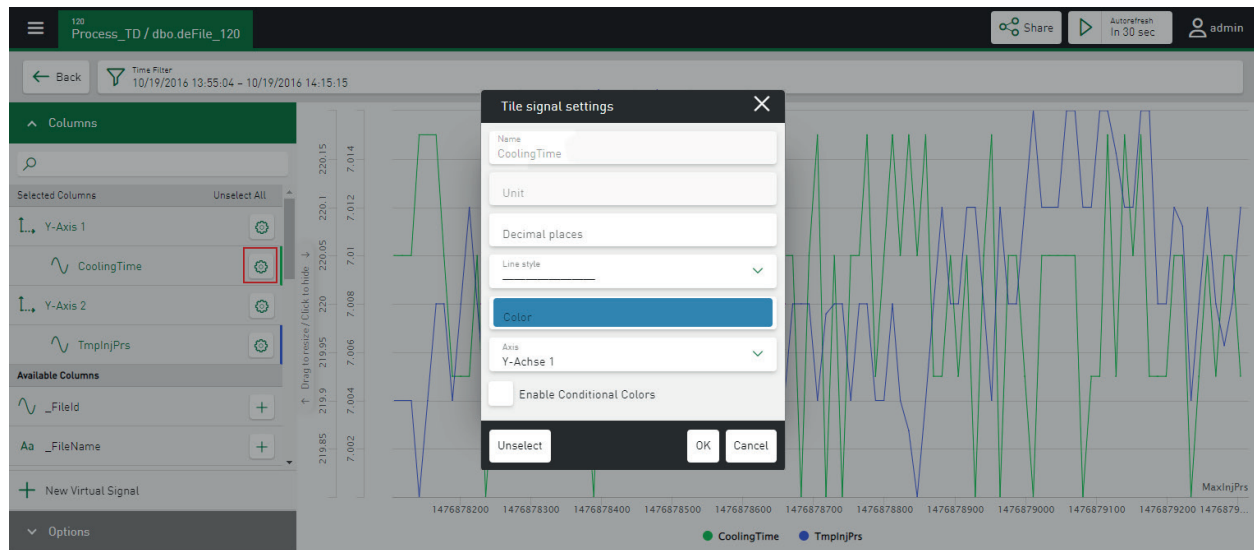 120
Process_TD / dbo.deFile_120
Share
Autorefresh
In 30 sec
admin
Back
Time Filter
10/19/2016 13:55:04 – 10/19/2016 14:15:15
Columns
Selected Columns Unselect All
Y-Axis 1
CoolingTime
Y-Axis 2
TmpInjPrs
Available Columns
_FileId
Aa _FileName
New Virtual Signal
Options
← Drag to resize / Click to hide →
220.15
220.1
220.05
220
219.95
219.9
219.85
7.014
7.012
7.01
7.008
7.006
7.004
7.002
Tile signal settings
Name
CoolingTime
Unit
Decimal places
Line style
Color
Axis
Y-Achse 1
Enable Conditional Colors
Unselect OK Cancel
MaxInjPrs
1476878200 1476878300 1476878400 1476878500 1476878600 1476878700 1476878800 1476878900 1476879000 1476879100 1476879200 1476879...
CoolingTime TmpInjPrs